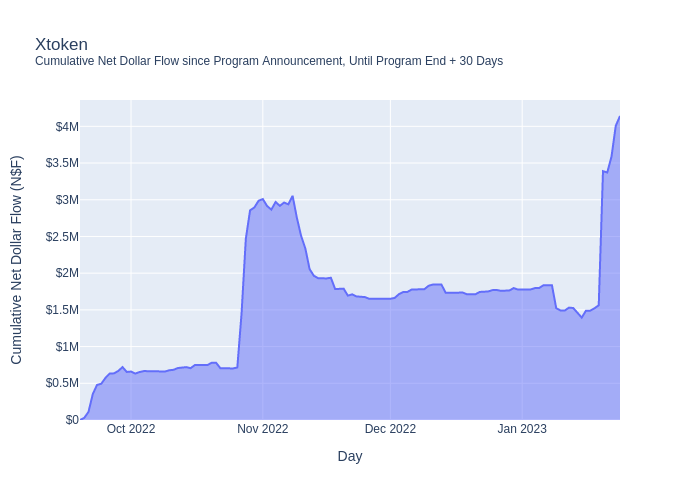 Xtoken
Cumulative Net Dollar Flow since Program Announcement, Until Program End + 30 Days
Cumulative Net Dollar Flow (N$F)
$4M
$3.5M
$3M
$2.5M
$2M
$1.5M
$1M
$0.5M
$0
Oct 2022
Nov 2022
Dec 2022
Jan 2023
Day